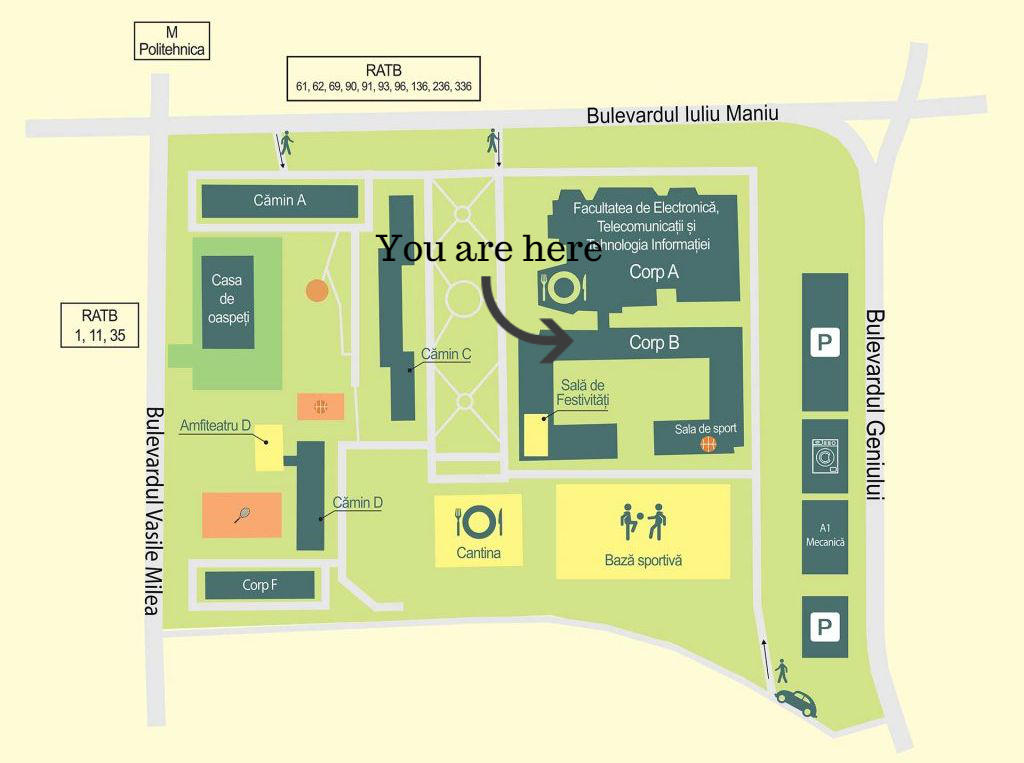 M
Politehnica
RATB
61, 62, 69, 90, 91, 93, 96, 136, 236, 336
Bulevardul Iuliu Maniu
Cămin A
Facultatea de Electronică,
Telecomunicații și
Tehnologia Informației
You are here
Corp A
Casa
de
oaspeți
RATB
1, 11, 35
Corp B
P
Cămin C
Sală de
Festivități
Bulevardul Geniului
Amfiteatru D
Sala de sport
Bulevardul Vasile Milea
Cămin D
A1
Mecanică
Cantina
Bază sportivă
Corp F
P